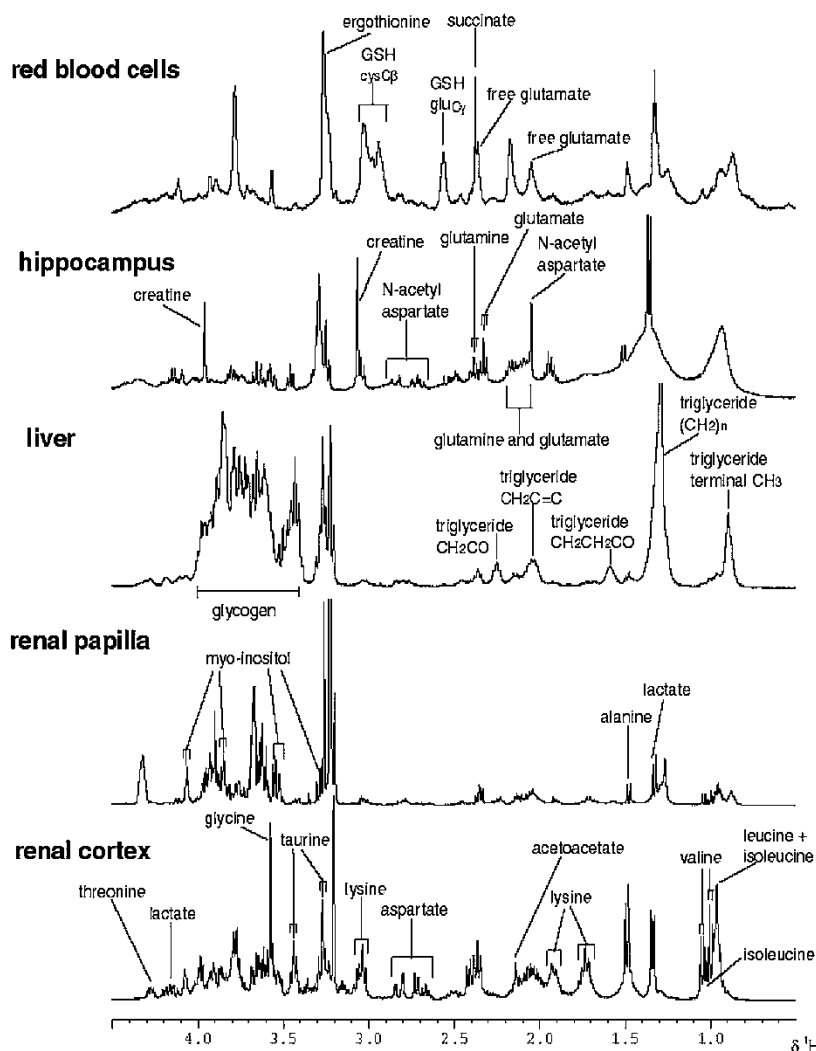 ergothionine
succinate
red blood cells
GSH
cysCβ
GSH
gluCγ
free glutamate
free glutamate
hippocampus
creatine
creatine
N-acetyl
aspartate
glutamine
glutamate
N-acetyl
aspartate
glutamine and glutamate
liver
triglyceride
(CH2)n
triglyceride
terminal CH3
triglyceride
CH2C=C
triglyceride
CH2CO
triglyceride
CH2CH2CO
glycogen
renal papilla
myo-inositol
alanine
lactate
renal cortex
threonine
lactate
glycine
taurine
lysine
aspartate
acetoacetate
lysine
valine
leucine +
isoleucine
isoleucine
4.0 3.5 3.0 2.5 2.0 1.5 1.0
δ ¹H